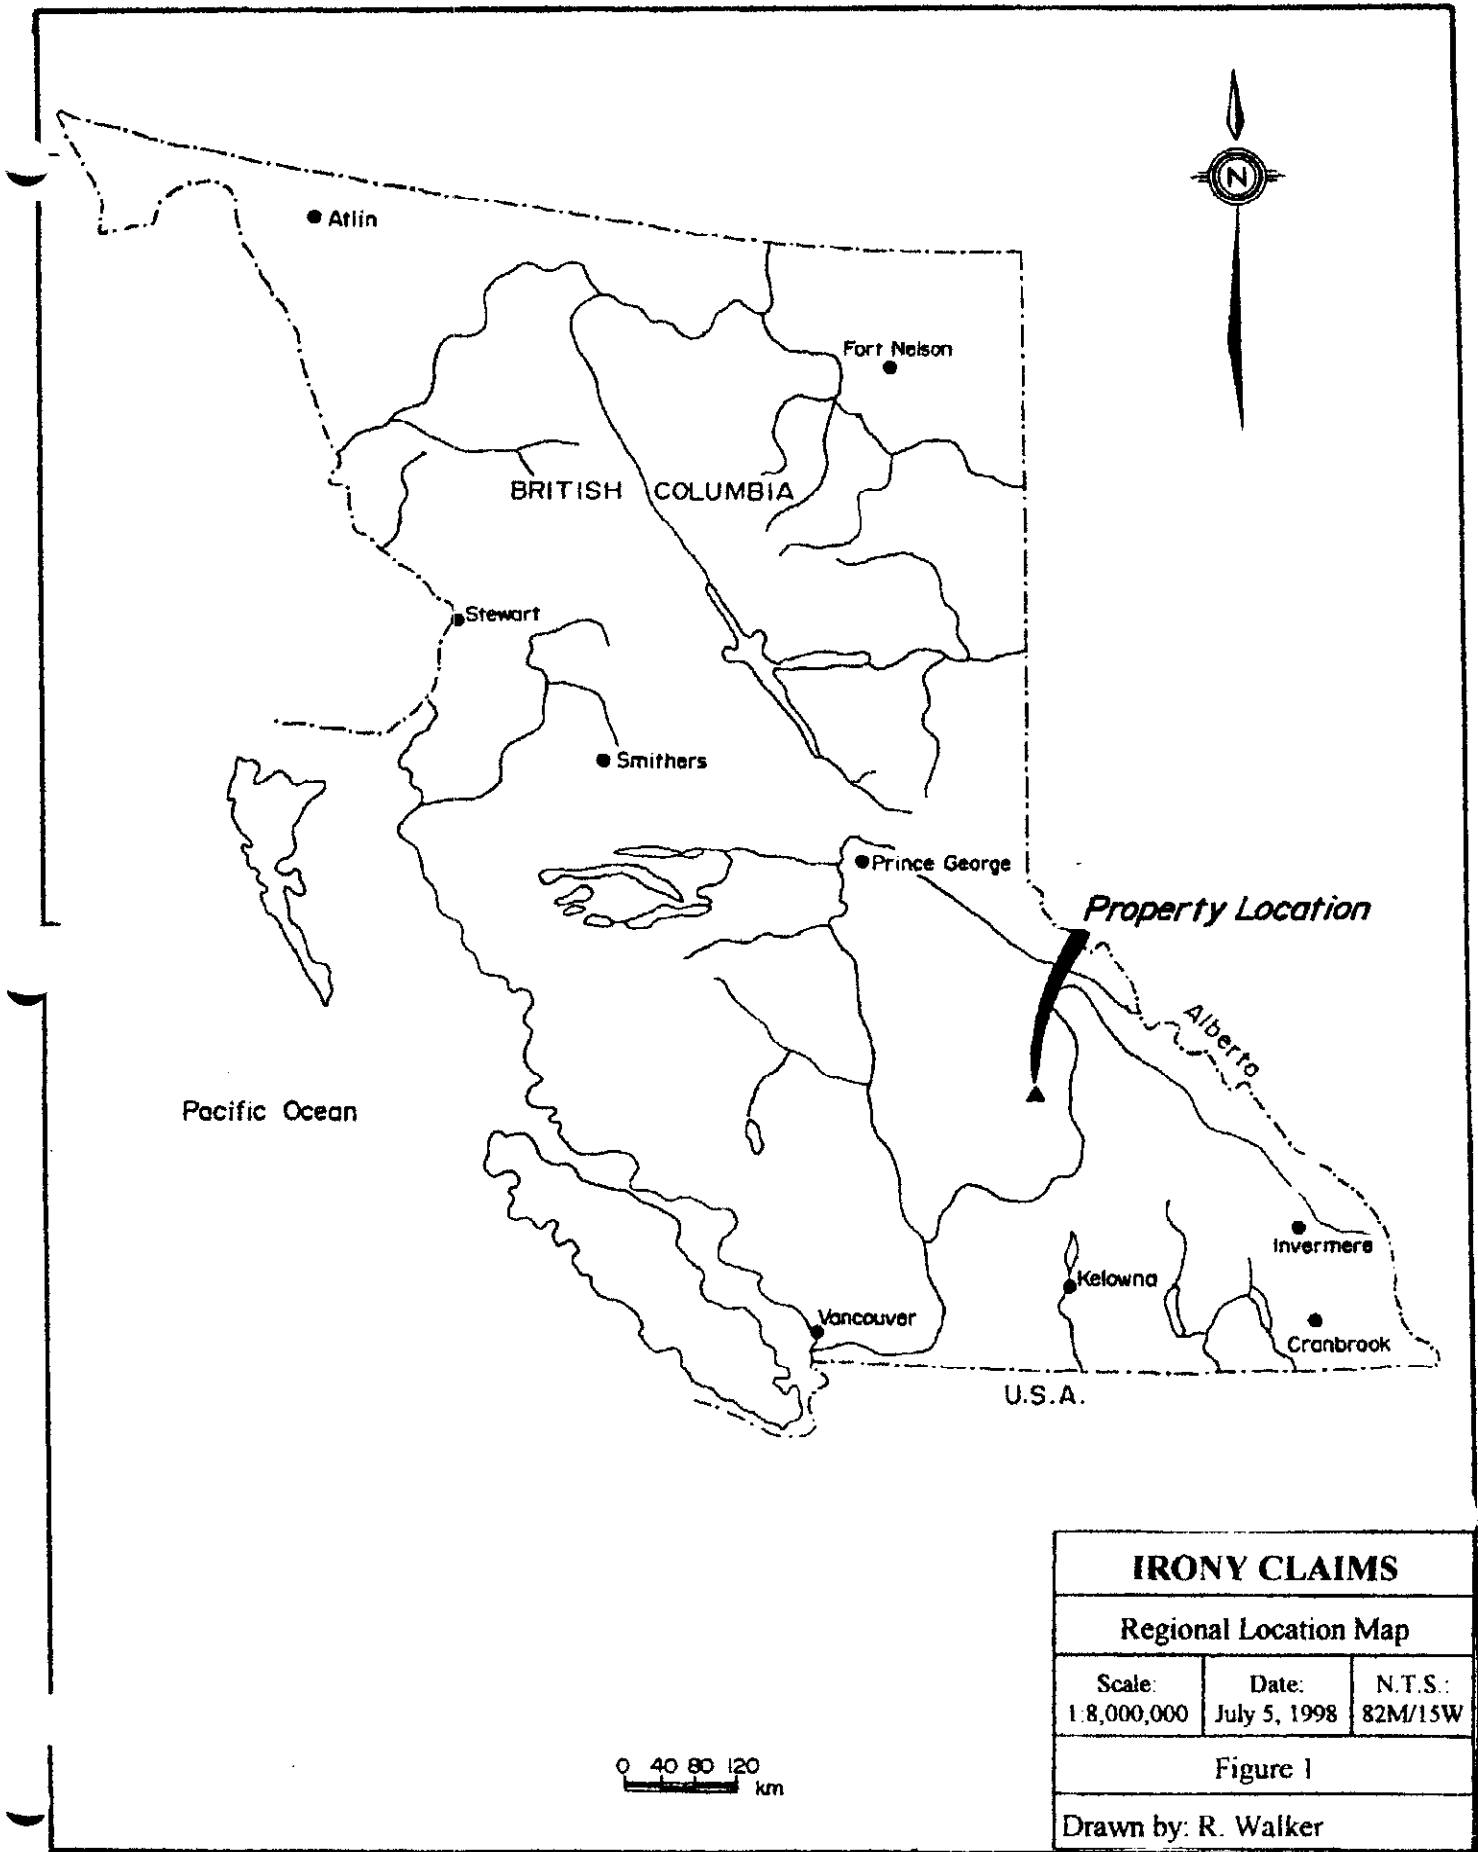 N
Atlin
Fort Nelson
BRITISH COLUMBIA
Stewart
Smithers
Prince George
Property Location
Alberta
Pacific Ocean
Invermere
Kelowna
Vancouver
Cranbrook
U.S.A.
IRONY CLAIMS
Regional Location Map
Scale:
1:8,000,000
Date:
July 5, 1998
N.T.S.:
82M/15W
Figure 1
Drawn by: R. Walker
0 40 80 120
km